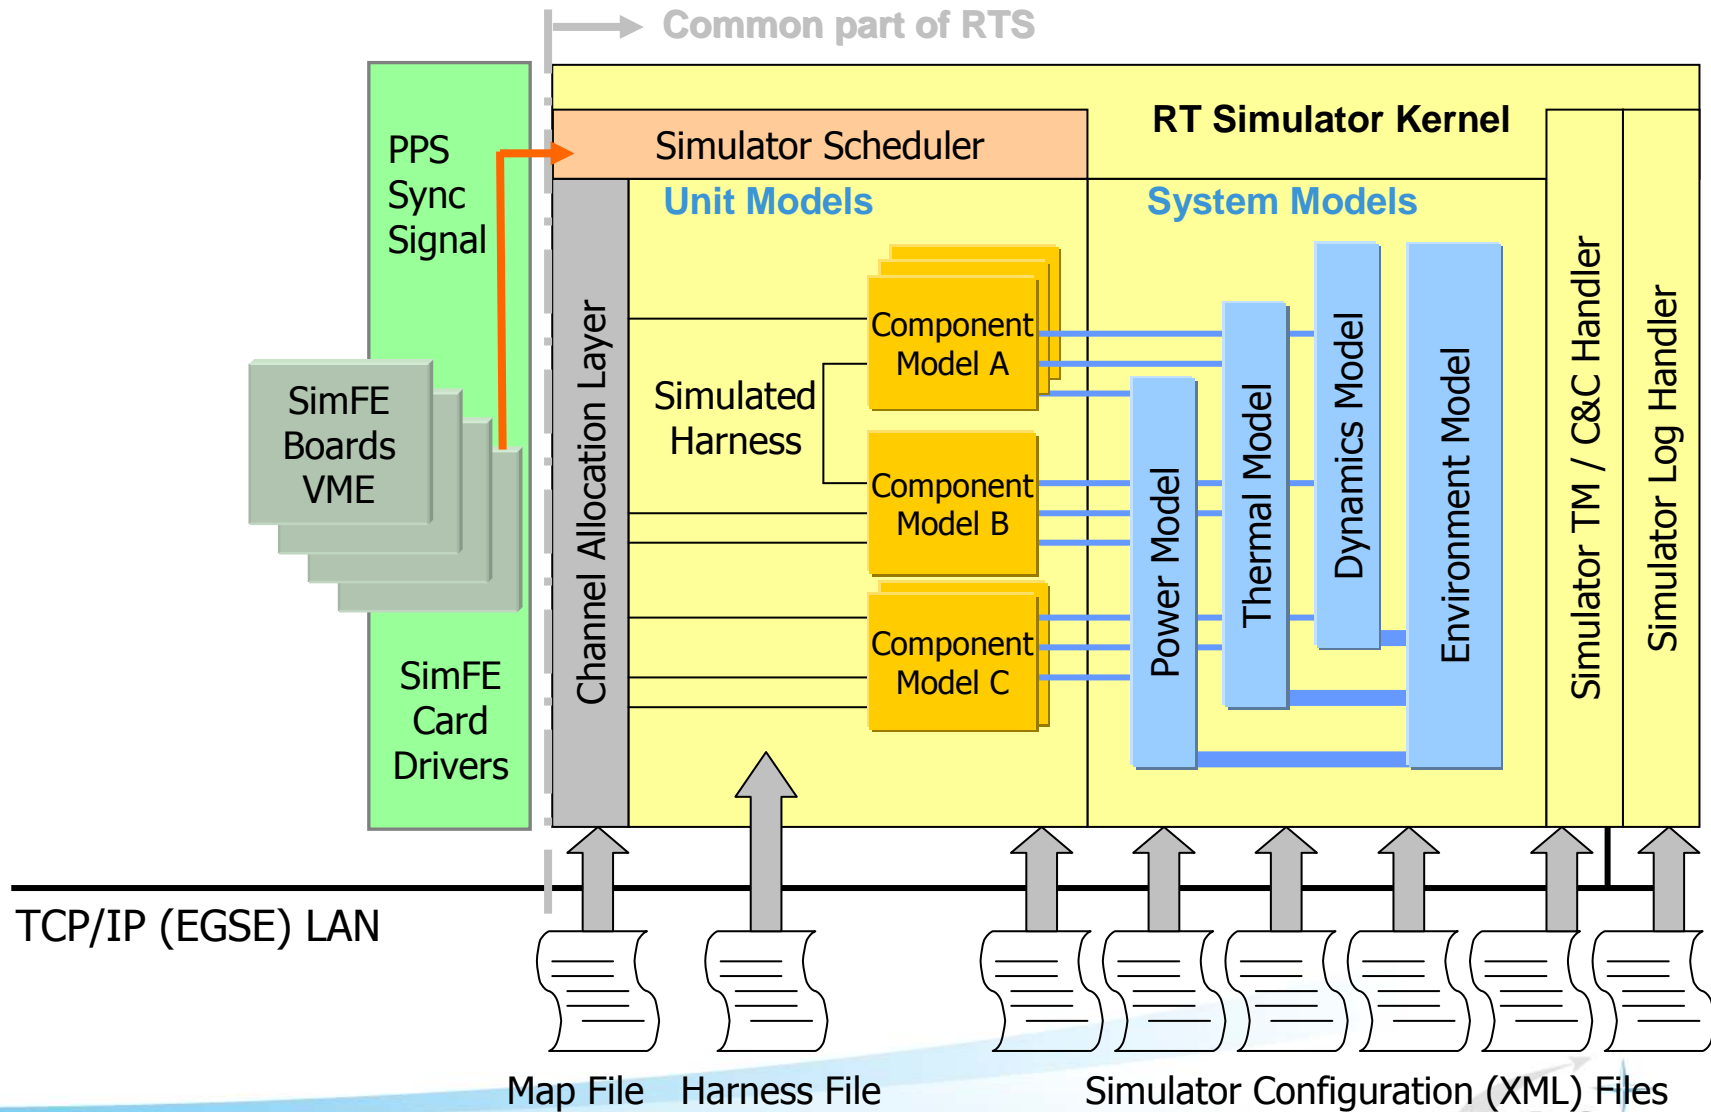 Common part of RTS
RT Simulator Kernel
PPS
Sync
Signal
Simulator Scheduler
Unit Models
System Models
Channel Allocation Layer
Simulated
Harness
Component
Model A
Component
Model B
Component
Model C
Power Model
Thermal Model
Dynamics Model
Environment Model
Simulator TM / C&C Handler
Simulator Log Handler
SimFE
Boards
VME
SimFE
Card
Drivers
TCP/IP (EGSE) LAN
Map File
Harness File
Simulator Configuration (XML) Files